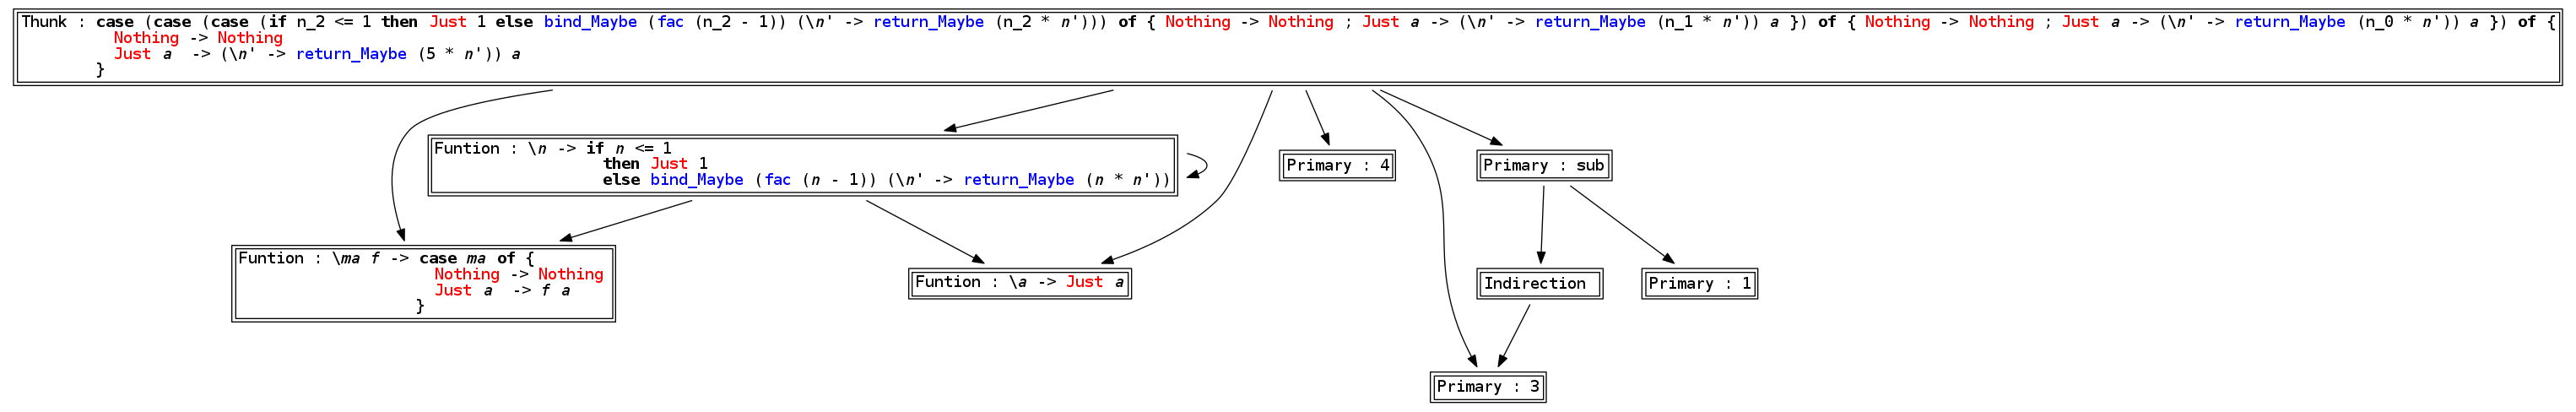 Thunk : case (case (case (if n_2 <= 1 then Just 1 else bind_Maybe (fac (n_2 - 1)) (\n' -> return_Maybe (n_2 * n'))) of { Nothing -> Nothing ; Just a -> (\n' -> return_Maybe (n_1 * n')) a }) of { Nothing -> Nothing ; Just a -> (\n' -> return_Maybe (n_0 * n')) a }) of {
Nothing -> Nothing
Just a  -> (\n' -> return_Maybe (5 * n')) a
}
Funtion : \n -> if n <= 1
then Just 1
else bind_Maybe (fac (n - 1)) (\n' -> return_Maybe (n * n'))
Primary : 4
Primary : sub
Funtion : \ma f -> case ma of {
Nothing -> Nothing
Just a  -> f a
}
Funtion : \a -> Just a
Indirection
Primary : 1
Primary : 3